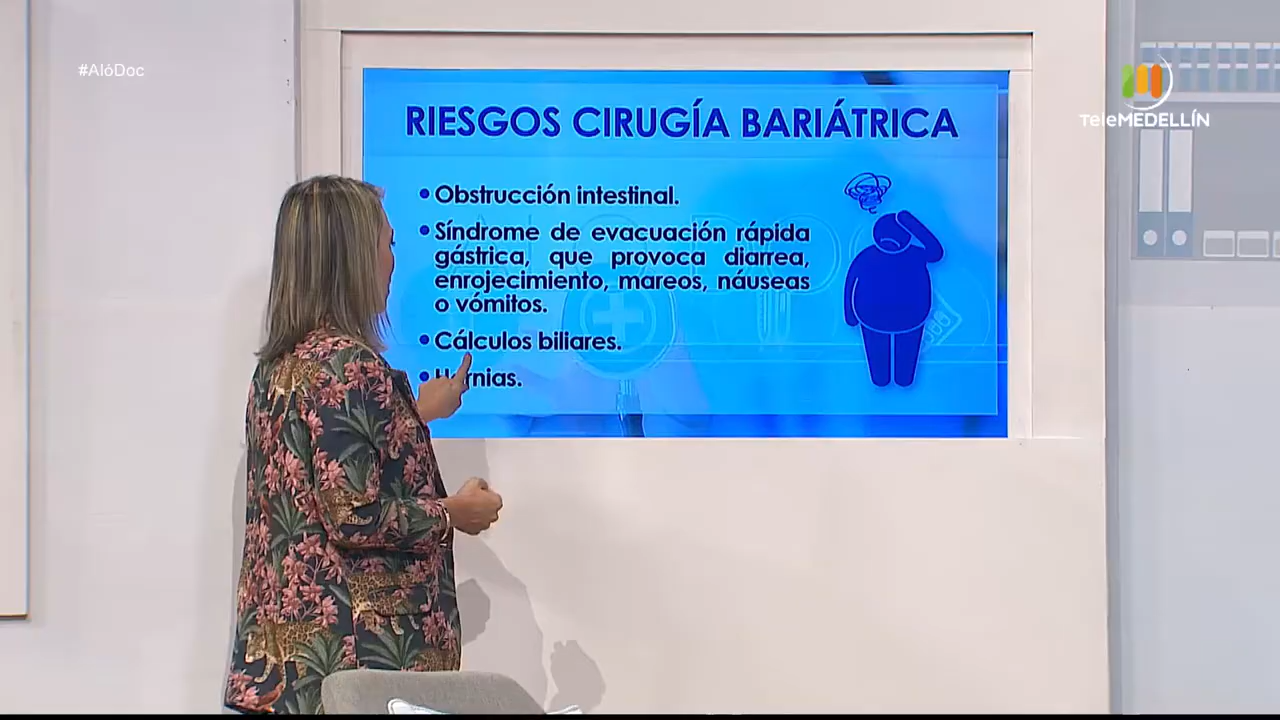 #AlóDoc
TeleMEDELLÍN
RIESGOS CIRUGÍA BARIÁTRICA
•Obstrucción intestinal.
•Síndrome de evacuación rápida
gástrica, que provoca diarrea,
enrojecimiento, mareos, náuseas
o vómitos.
•Cálculos biliares.
•Hernias.